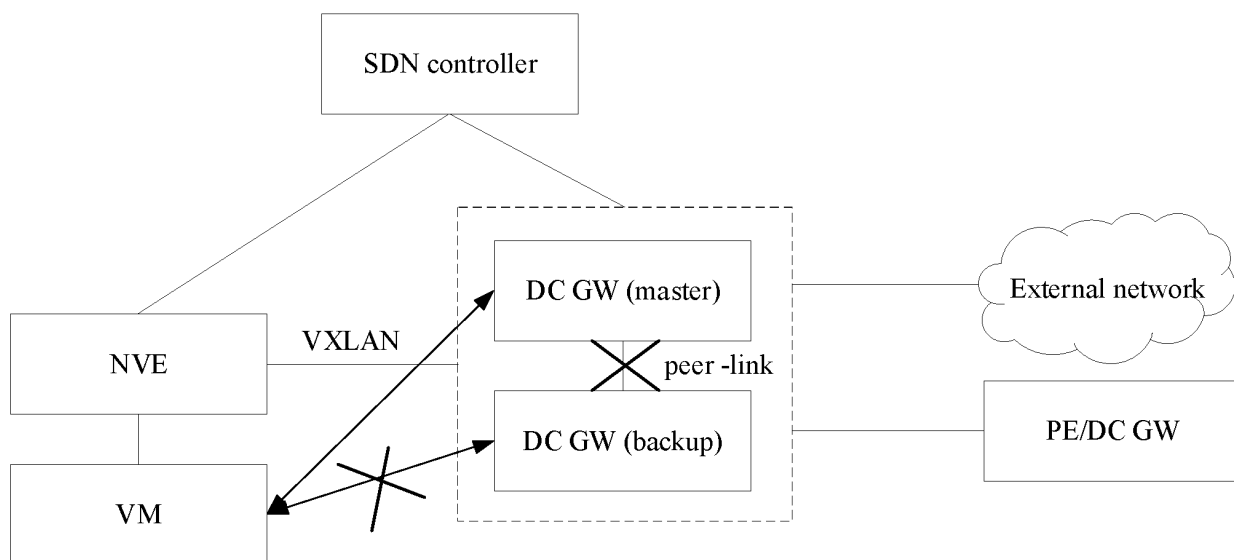 SDN controller
DC GW (master)
External network
VXLAN
NVE
peer -link
PE/DC GW
DC GW (backup)
VM